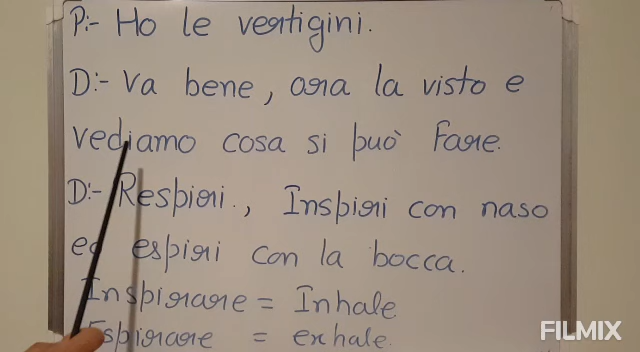 P:- Ho le vertigini.
D:- Va bene, ora la visto e
vediamo cosa si può fare.
D:- Respiri., Inspiri con naso
ed espiri con la bocca.
Inspirare = Inhale
Espirare = exhale.
FILMIX